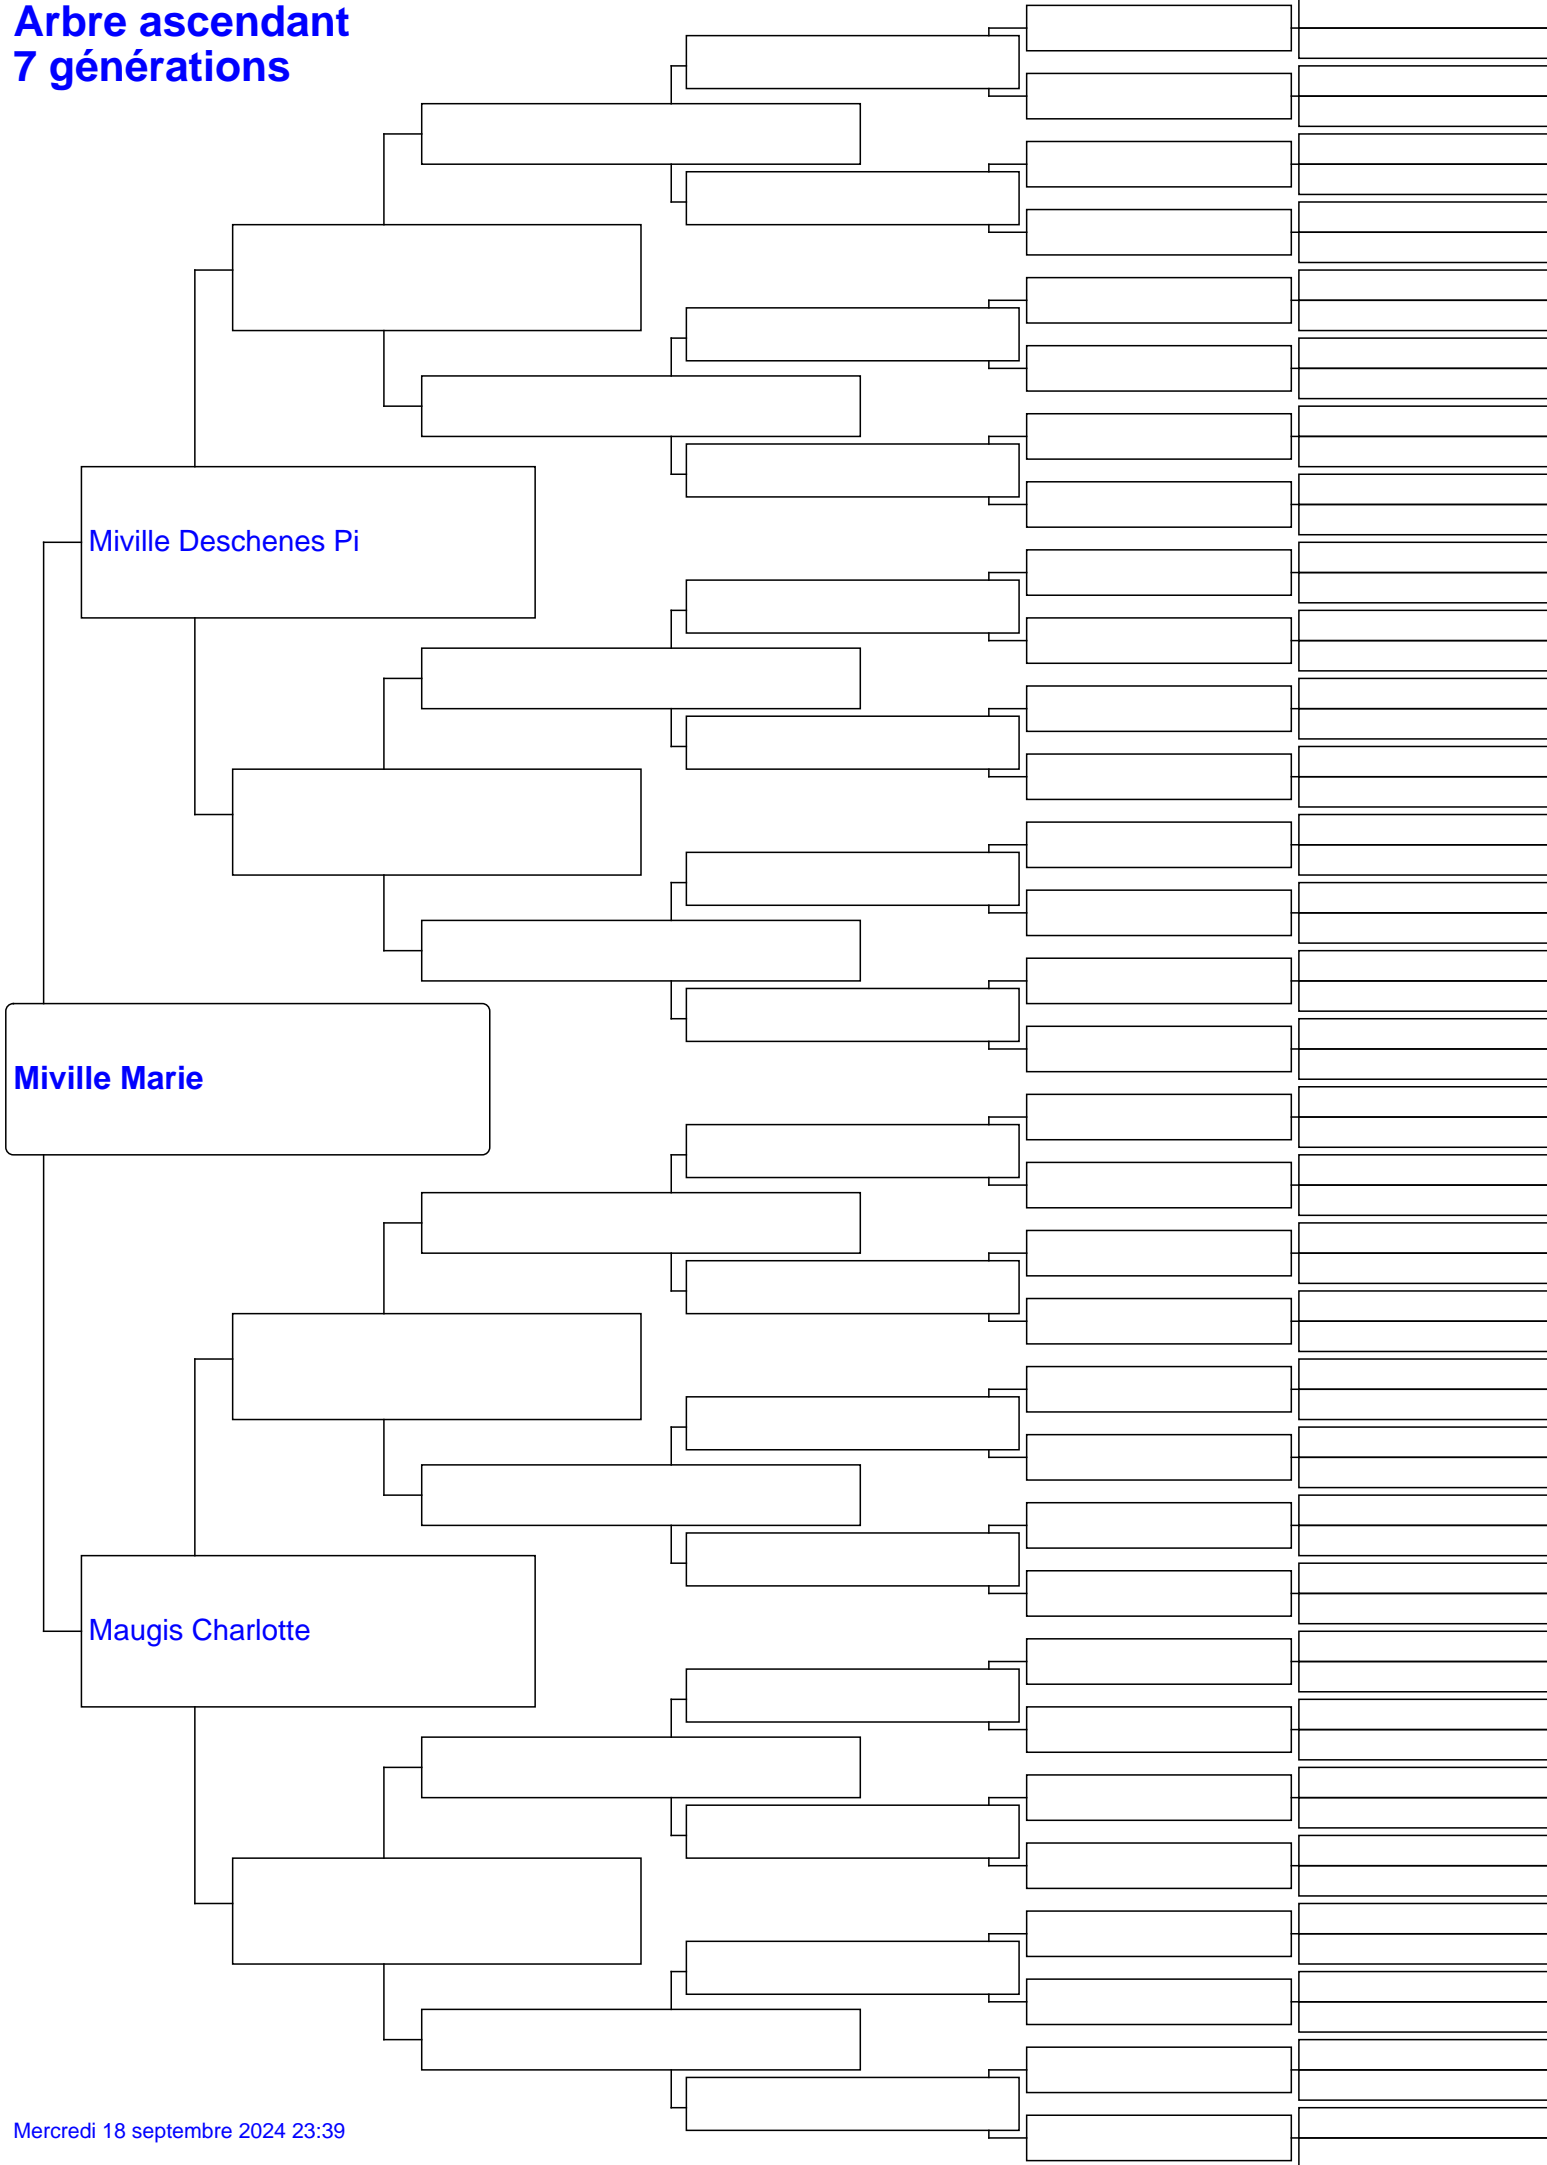 Arbre ascendant
7 générations
Miville Deschenes Pi
Miville Marie
Maugis Charlotte
Mercredi 18 septembre 2024 23:39